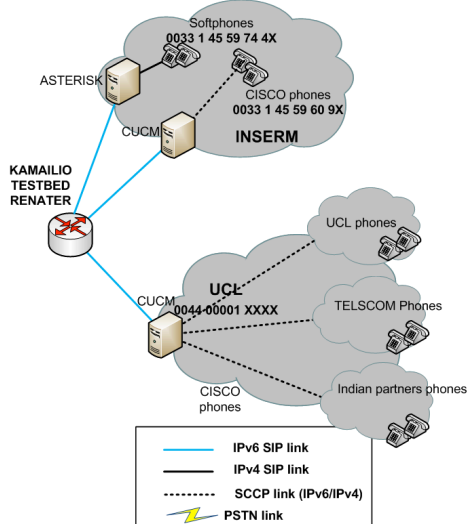 Softphones
0033 1 45 59 74 4X
ASTERISK
CISCO phones
0033 1 45 59 60 9X
CUCM
INSERM
KAMAILIO
TESTBED
RENATER
UCL phones
UCL
CUCM
0044 00001 XXXX
TELSCOM Phones
CISCO
phones
Indian partners phones
IPv6 SIP link
IPv4 SIP link
SCCP link (IPv6/IPv4)
PSTN link